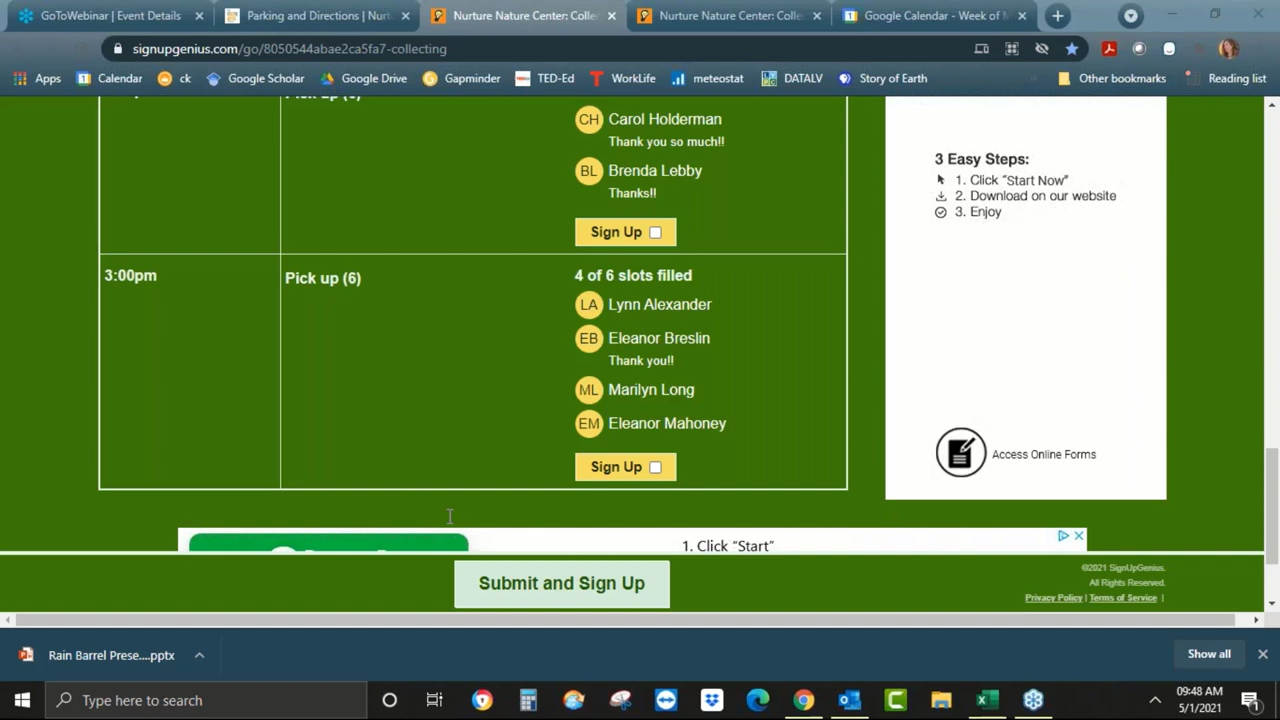 GoToWebinar | Event Details
Parking and Directions | Nurt
Nurture Nature Center: Colle
Nurture Nature Center: Collec
Google Calendar - Week of M
signupgenius.com/go/8050544abae2ca5fa7-collecting
Apps
Calendar
ck
Google Scholar
Google Drive
Gapminder
TED-Ed
WorkLife
meteostat
DATALV
Story of Earth
Other bookmarks
Reading list
CH Carol Holderman
Thank you so much!!
BL Brenda Lebby
Thanks!!
Sign Up
3:00pm
Pick up (6)
4 of 6 slots filled
LA Lynn Alexander
EB Eleanor Breslin
Thank you!!
ML Marilyn Long
EM Eleanor Mahoney
Sign Up
3 Easy Steps:
1. Click "Start Now"
2. Download on our website
3. Enjoy
Access Online Forms
1. Click "Start"
Submit and Sign Up
©2021 SignUpGenius.
All Rights Reserved.
Privacy Policy | Terms of Service |
Rain Barrel Prese....pptx
Show all
Type here to search
09:48 AM
5/1/2021